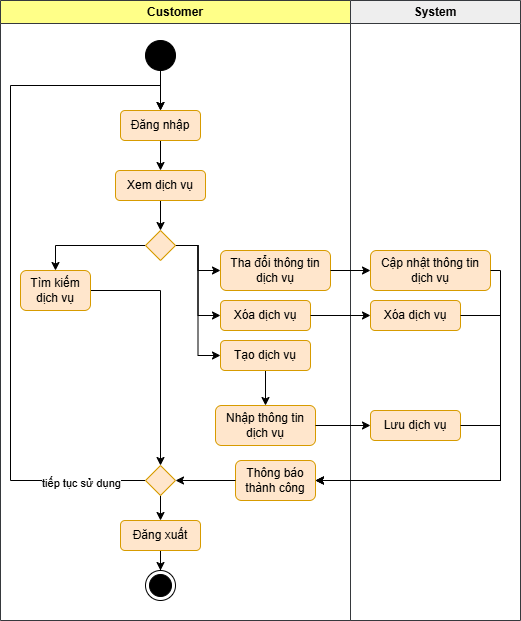 Customer
System
Đăng nhập
Xem dịch vụ
Tìm kiếm
dịch vụ
Tha đổi thông tin
dịch vụ
Cập nhật thông tin
dịch vụ
Xóa dịch vụ
Xóa dịch vụ
Tạo dịch vụ
Nhập thông tin
dịch vụ
Lưu dịch vụ
tiếp tục sử dụng
Thông báo
thành công
Đăng xuất